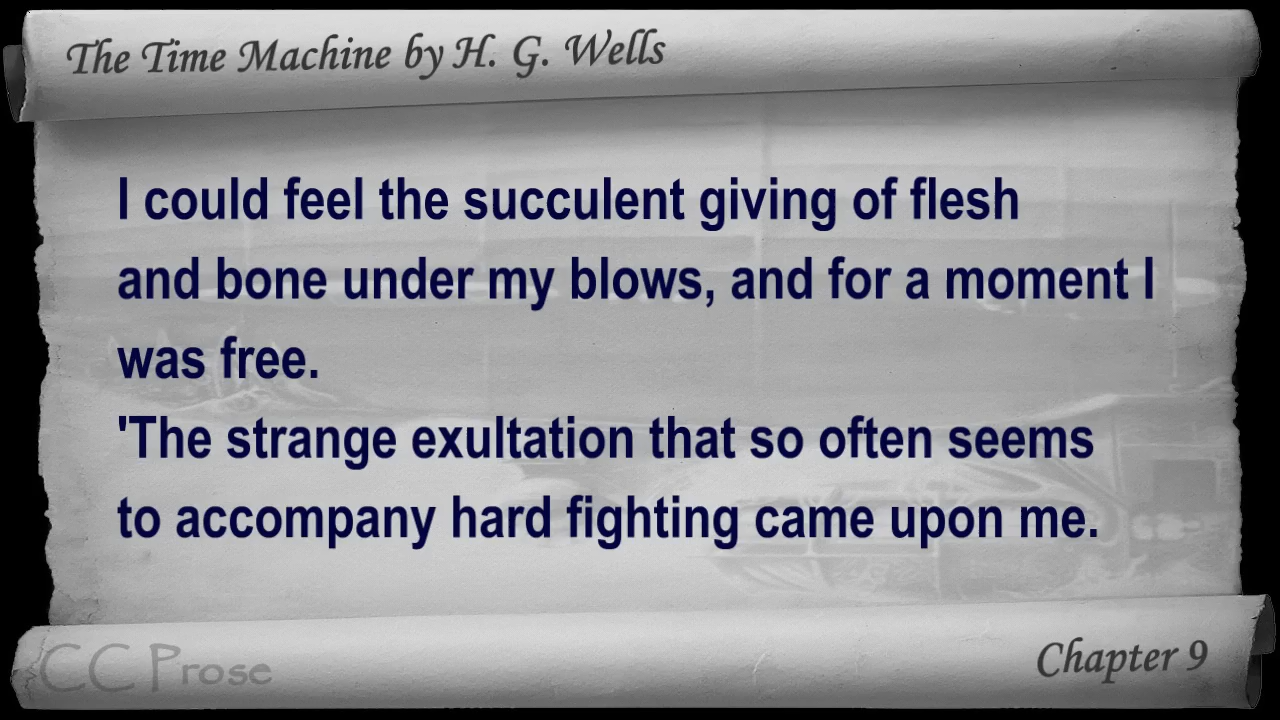 The Time Machine by H. G. Wells
I could feel the succulent giving of flesh
and bone under my blows, and for a moment I
was free.
'The strange exultation that so often seems
to accompany hard fighting came upon me.
CC Prose
Chapter 9